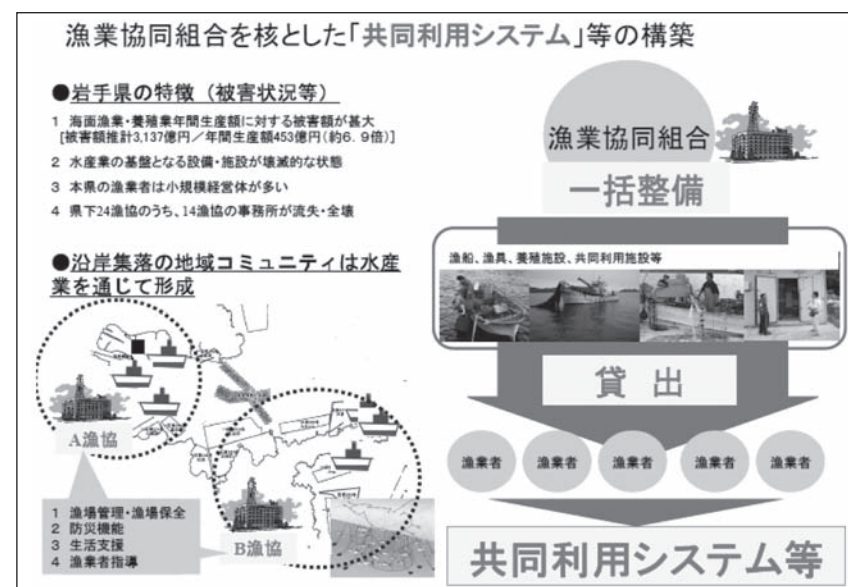 漁業協同組合を核とした「共同利用システム」等の構築
●岩手県の特徴（被害状況等）
1 海面漁業・養殖業年間生産額に対する被害額が甚大
[被害額推計3,137億円／年間生産額453億円（約6．9倍）]
2 水産業の基盤となる設備・施設が壊滅的な状態
3 本県の漁業者は小規模経営体が多い
4 県下24漁協のうち、14漁協の事務所が流失・全壊
●沿岸集落の地域コミュニティは水産
業を通じて形成
A漁協
B漁協
1 漁場管理・漁場保全
2 防災機能
3 生活支援
4 漁業者指導
漁業協同組合
一括整備
漁船、漁具、養殖施設、共同利用施設等
貸 出
漁業者 漁業者 漁業者 漁業者 漁業者
共同利用システム等